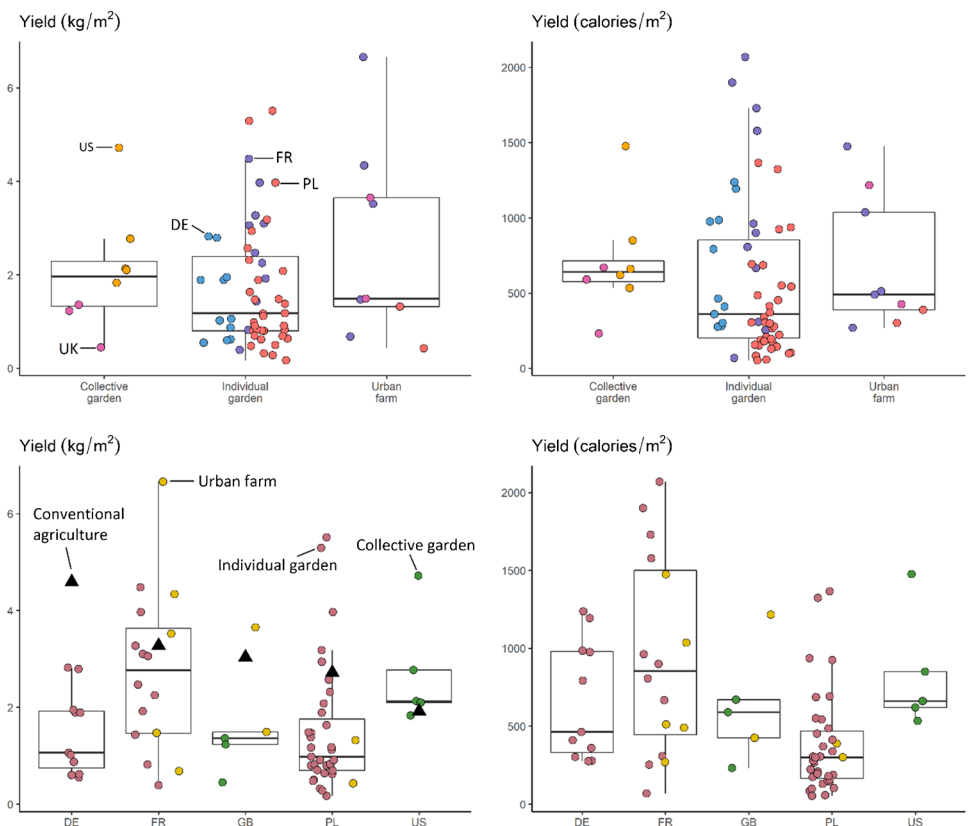 Yield (kg/m²)
6
4
2
0
US
FR
PL
DE
UK
Collective
garden
Individual
garden
Urban
farm
Yield (calories/m²)
2000
1500
1000
500
0
Collective
garden
Individual
garden
Urban
farm
Yield (kg/m²)
6
4
2
0
Conventional
agriculture
Urban farm
Individual garden
Collective garden
DE
FR
GB
PL
US
Yield (calories/m²)
2000
1500
1000
500
0
DE
FR
GB
PL
US